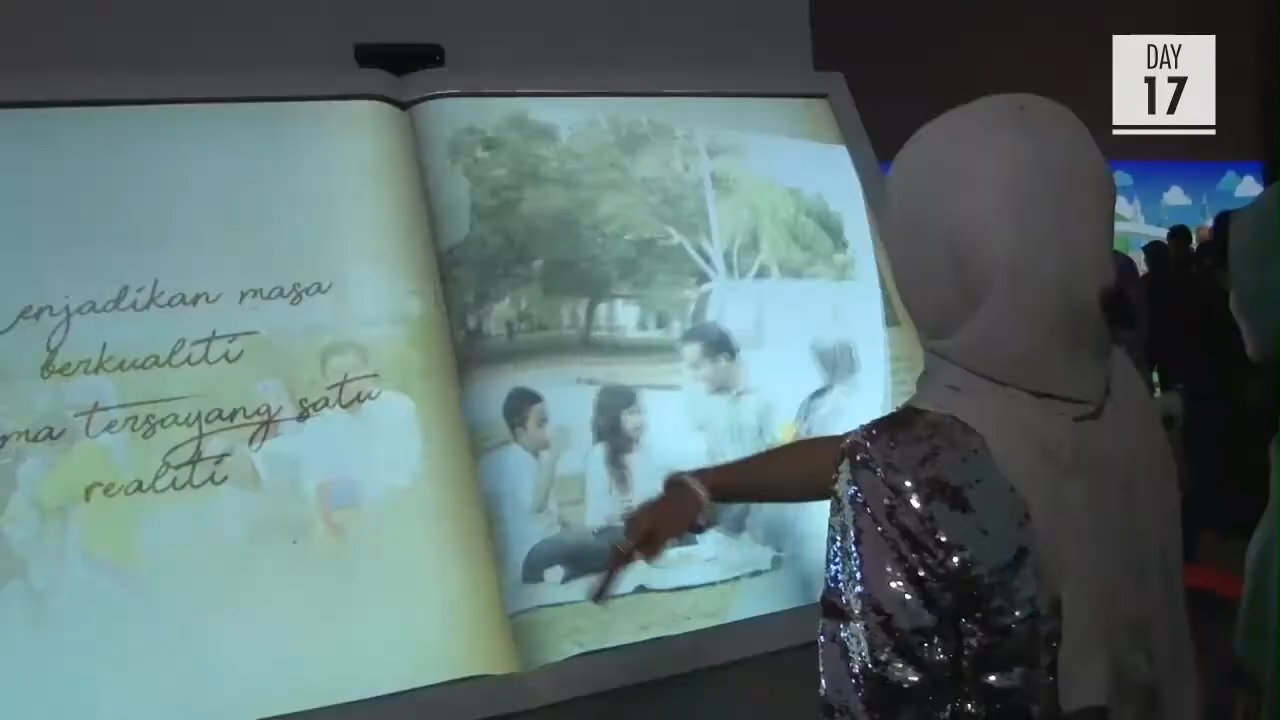 enjadikan masa
berkualiti
ma tersayang satu
realiti
DAY
17